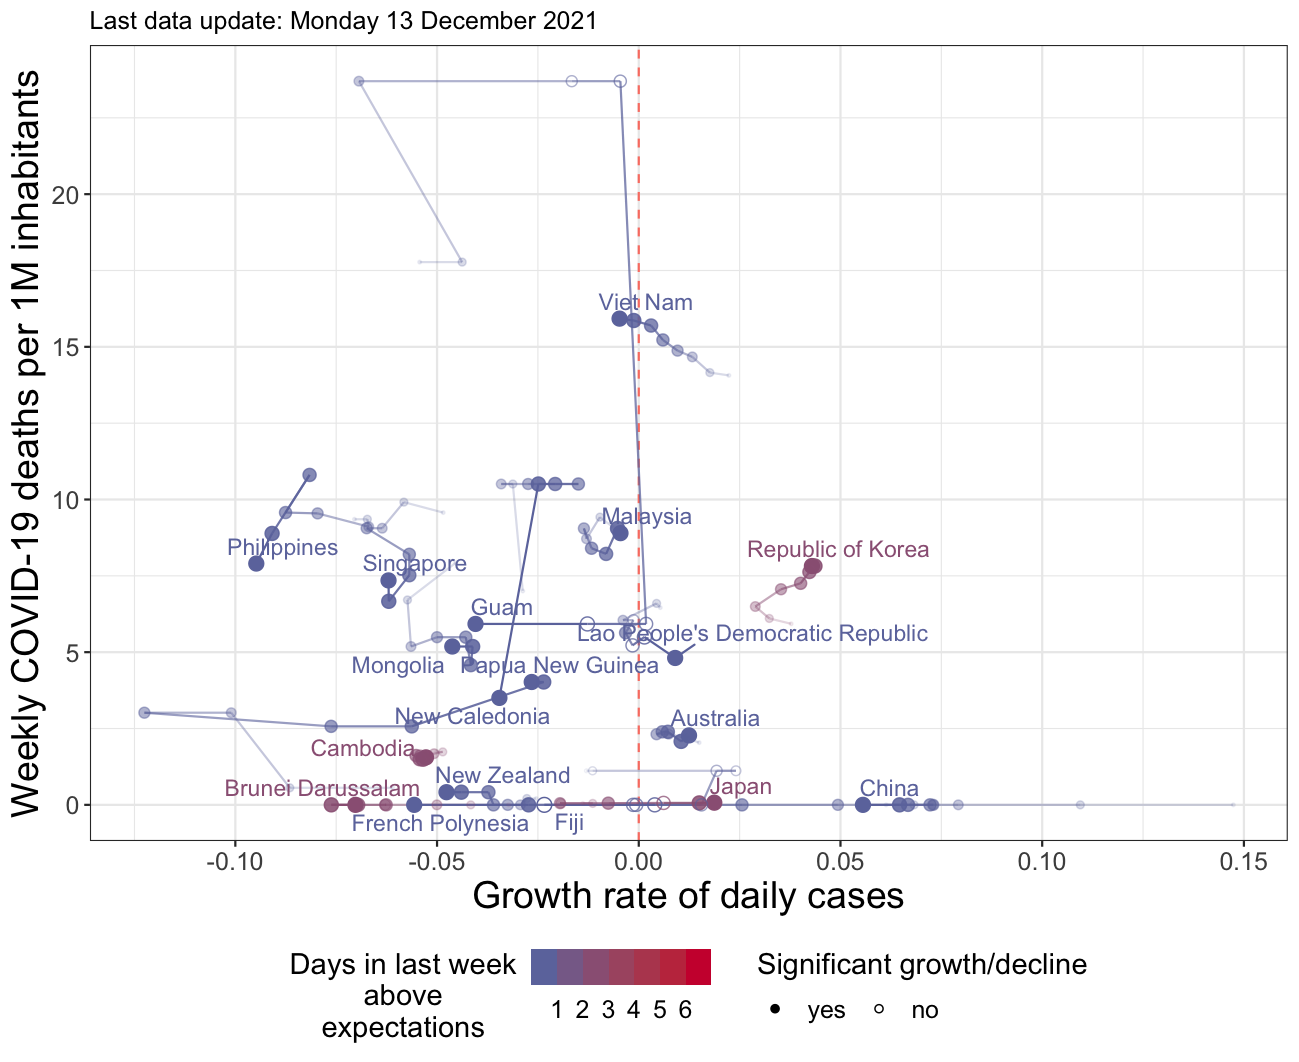 Last data update: Monday 13 December 2021
Weekly COVID-19 deaths per 1M inhabitants
20
15
10
5
0
Viet Nam
Malaysia
Philippines
Republic of Korea
Singapore
Guam
Lao People's Democratic Republic
Mongolia
Papua New Guinea
New Caledonia
Australia
Cambodia
New Zealand
Brunei Darussalam
Japan
China
French Polynesia
Fiji
-0.10
-0.05
0.00
0.05
0.10
0.15
Growth rate of daily cases
Days in last week
above
expectations
1 2 3 4 5 6
Significant growth/decline
yes
no